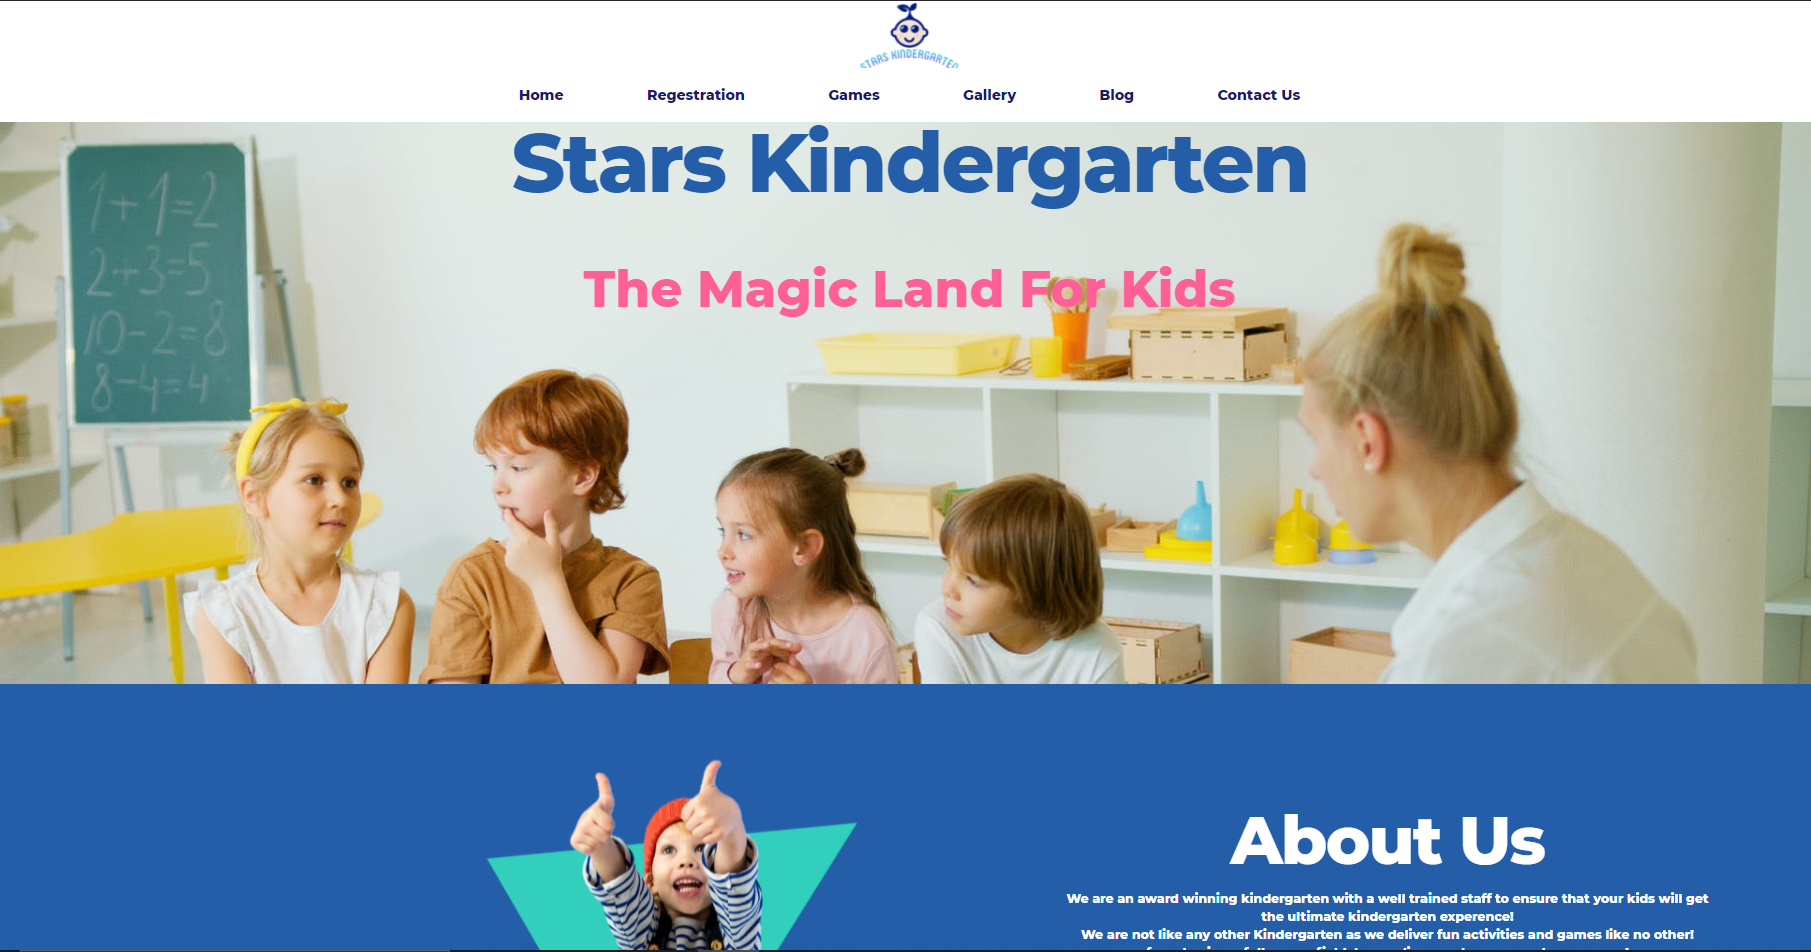 STARS KINDERGARTEN
Home Regestration Games Gallery Blog Contact Us
Stars Kindergarten
The Magic Land For Kids
1+1=2
2+3=5
10-2=8
8-4=4
About Us
We are an award winning kindergarten with a well trained staff to ensure that your kids will get
the ultimate kindergarten experence!
We are not like any other Kindergarten as we deliver fun activities and games like no other!